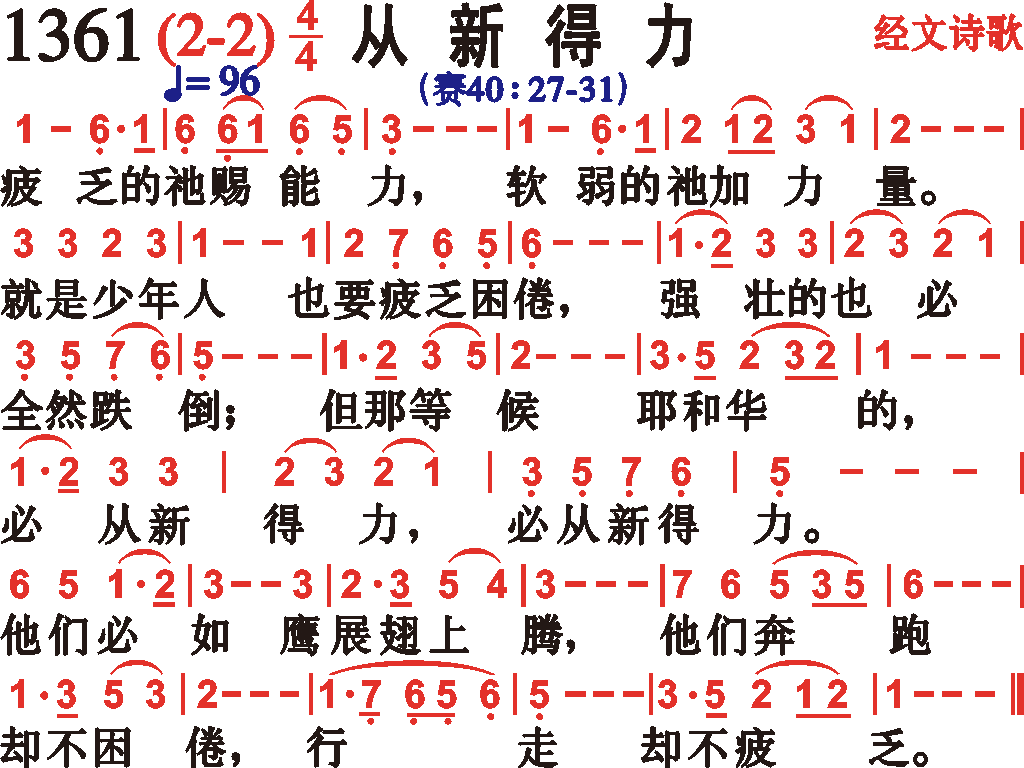 1361 (2-2) 4/4 从新得力 经文诗歌
♩= 96 (赛40：27-31)
1 - 6·1|6 61 6 5|3 - - -|1 - 6·1|2 12 3 1|2 - - -|
疲 乏的祂赐 能 力， 软 弱的祂加 力 量。
3 3 2 3|1 - - 1|2 7 6 5|6 - - -|1·2 3 3|2 3 2 1|
就是少年人 也要疲乏困倦， 强 壮的也 必
3 5 7 6|5 - - -|1·2 3 5|2 - - -|3·5 2 32|1 - - -|
全然跌 倒； 但那等 候 耶和华 的，
1·2 3 3|2 3 2 1|3 5 7 6|5 - - -|
必 从新 得 力， 必从新得 力。
6 5 1·2|3 - - 3|2·3 5 4|3 - - -|7 6 5 35|6 - - -|
他们必 如 鹰展翅上 腾， 他们奔 跑
1·3 5 3|2 - - -|1·7 65 6|5 - - -|3·5 2 12|1 - - -‖
却不困 倦， 行 走 却不疲 乏。